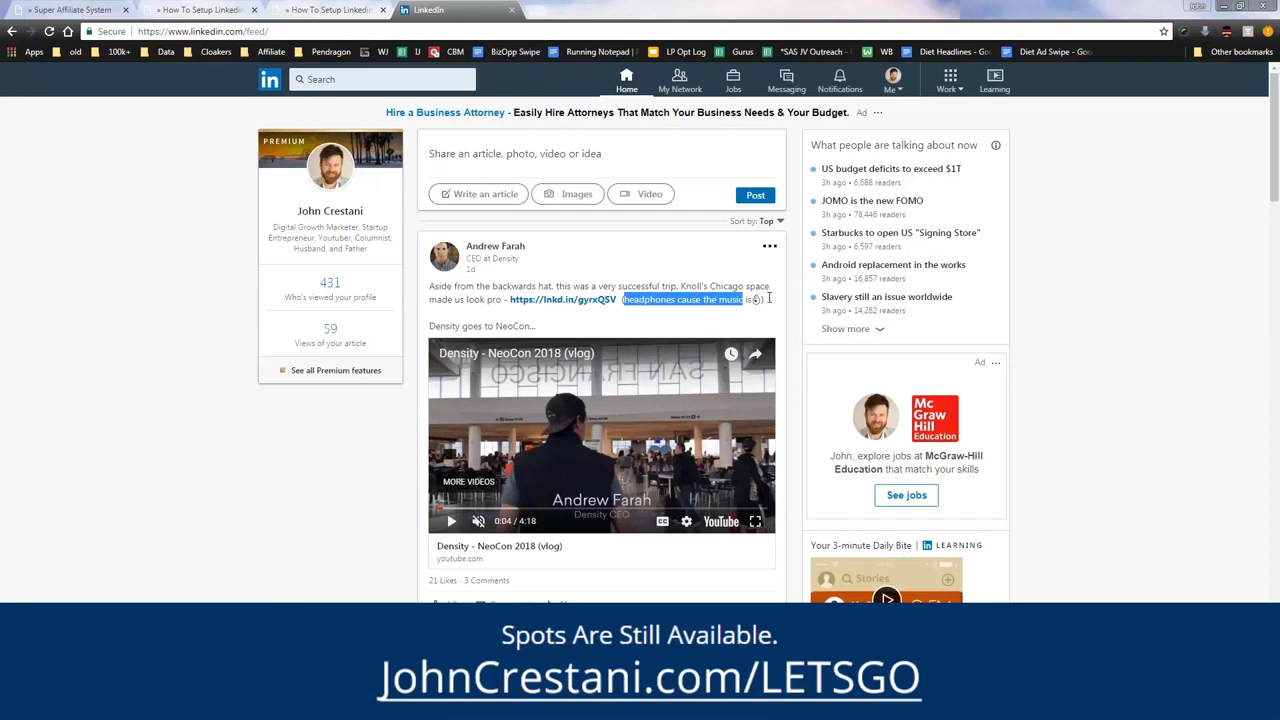 » Super Affiliate System
» How To Setup Linkedin
» How To Setup Linkedin
LinkedIn
John
Secure
https://www.linkedin.com/feed/
Apps
old
100k+
Data
Cloakers
Affiliate
Pendragon
WJ
IJ
CBM
BizOpp Swipe
Running Notepad
LP Opt Log
Gurus
*SAS JV Outreach - G
WB
Diet Headlines - Go
Diet Ad Swipe - Go
Other bookmarks
in
Search
Home
My Network
Jobs
Messaging
Notifications
Me
Work
Learning
Hire a Business Attorney - Easily Hire Attorneys That Match Your Business Needs & Your Budget. Ad ...
PREMIUM
John Crestani
Digital Growth Marketer, Startup
Entrepreneur, Youtuber, Columnist,
Husband, and Father
431
Who's viewed your profile
59
Views of your article
See all Premium features
Share an article, photo, video or idea
Write an article
Images
Video
Post
Sort by: Top
Andrew Farah
CEO at Density
1d
Aside from the backwards hat, this was a very successful trip. Knoll's Chicago space
made us look pro - https://lnkd.in/gyrxQSV (headphones cause the music is👌)
Density goes to NeoCon...
Density - NeoCon 2018 (vlog)
SAN FRANCISCO
MORE VIDEOS
Andrew Farah
Density CEO
0:04 / 4:18
CC
YouTube
Density - NeoCon 2018 (vlog)
youtube.com
21 Likes • 3 Comments
What people are talking about now
US budget deficits to exceed $1T
3h ago • 6,688 readers
JOMO is the new FOMO
3h ago • 78,446 readers
Starbucks to open US "Signing Store"
3h ago • 6,597 readers
Android replacement in the works
3h ago • 16,857 readers
Slavery still an issue worldwide
3h ago • 14,282 readers
Show more
Ad ...
Mc
Graw
Hill
Education
John, explore jobs at McGraw-Hill
Education that match your skills
See jobs
Your 3-minute Daily Bite | in LEARNING
Stories
Spots Are Still Available.
JohnCrestani.com/LETSGO